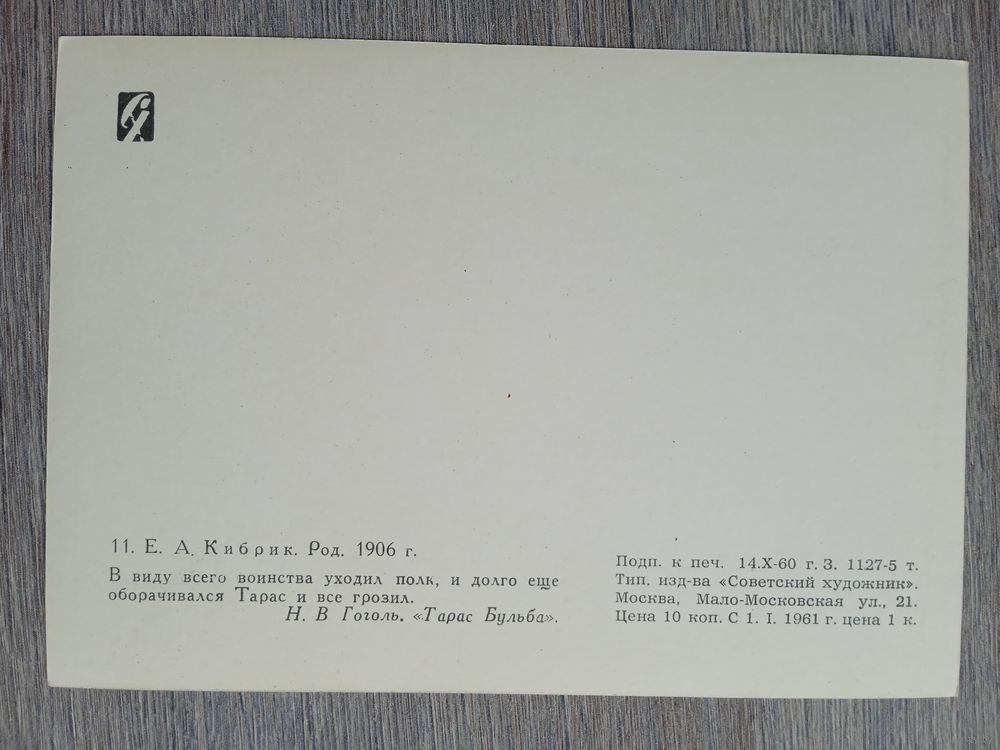 11. Е. А. Кибрик. Род. 1906 г.
В виду всего воинства уходил полк, и долго еще
оборачивался Тарас и все грозил.
Н. В Гоголь. «Тарас Бульба».
Подп. к печ. 14.X-60 г. З. 1127-5 т.
Тип. изд-ва «Советский художник».
Москва, Мало-Московская ул., 21.
Цена 10 коп. С 1. I. 1961 г. цена 1 к.